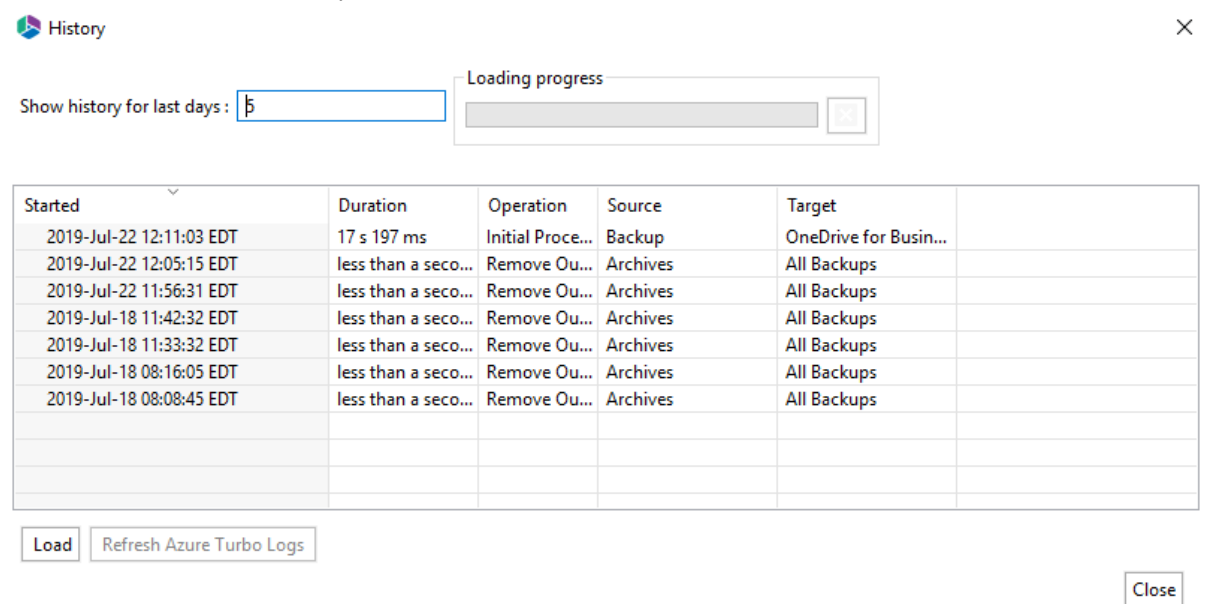 History
Loading progress
Show history for last days : 5
Started Duration Operation Source Target
2019-Jul-22 12:11:03 EDT 17 s 197 ms Initial Proce... Backup OneDrive for Busin...
2019-Jul-22 12:05:15 EDT less than a seco... Remove Ou... Archives All Backups
2019-Jul-22 11:56:31 EDT less than a seco... Remove Ou... Archives All Backups
2019-Jul-18 11:42:32 EDT less than a seco... Remove Ou... Archives All Backups
2019-Jul-18 11:33:32 EDT less than a seco... Remove Ou... Archives All Backups
2019-Jul-18 08:16:05 EDT less than a seco... Remove Ou... Archives All Backups
2019-Jul-18 08:08:45 EDT less than a seco... Remove Ou... Archives All Backups
Load Refresh Azure Turbo Logs
Close